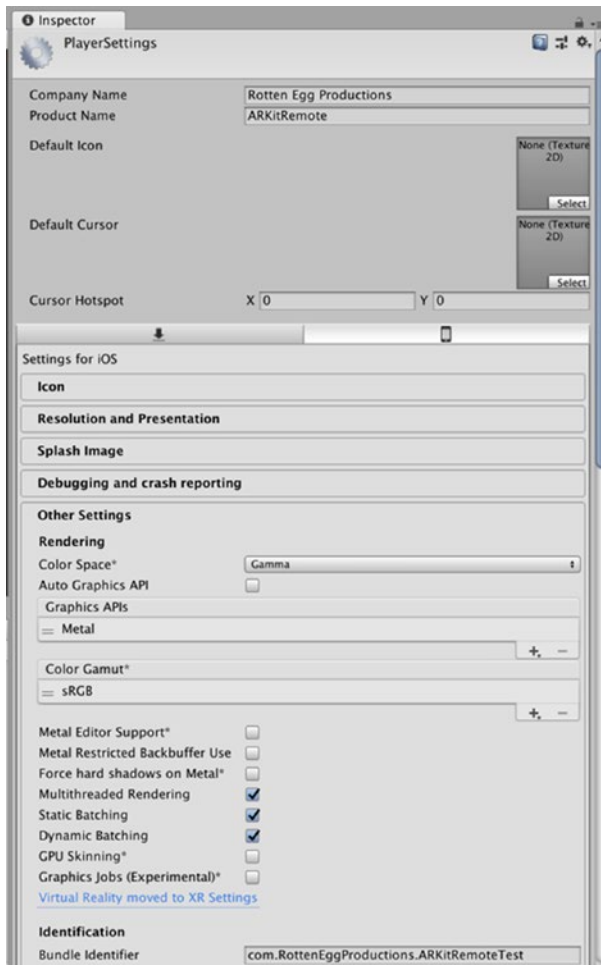 Inspector
PlayerSettings
Company Name Rotten Egg Productions
Product Name ARKitRemote
Default Icon None (Texture 2D)
Select
Default Cursor None (Texture 2D)
Select
Cursor Hotspot X 0 Y 0
Settings for iOS
Icon
Resolution and Presentation
Splash Image
Debugging and crash reporting
Other Settings
Rendering
Color Space* Gamma
Auto Graphics API
Graphics APIs
= Metal
+ −
Color Gamut*
= sRGB
+ −
Metal Editor Support*
Metal Restricted Backbuffer Use
Force hard shadows on Metal*
Multithreaded Rendering
Static Batching
Dynamic Batching
GPU Skinning*
Graphics Jobs (Experimental)*
Virtual Reality moved to XR Settings
Identification
Bundle Identifier com.RottenEggProductions.ARKitRemoteTest